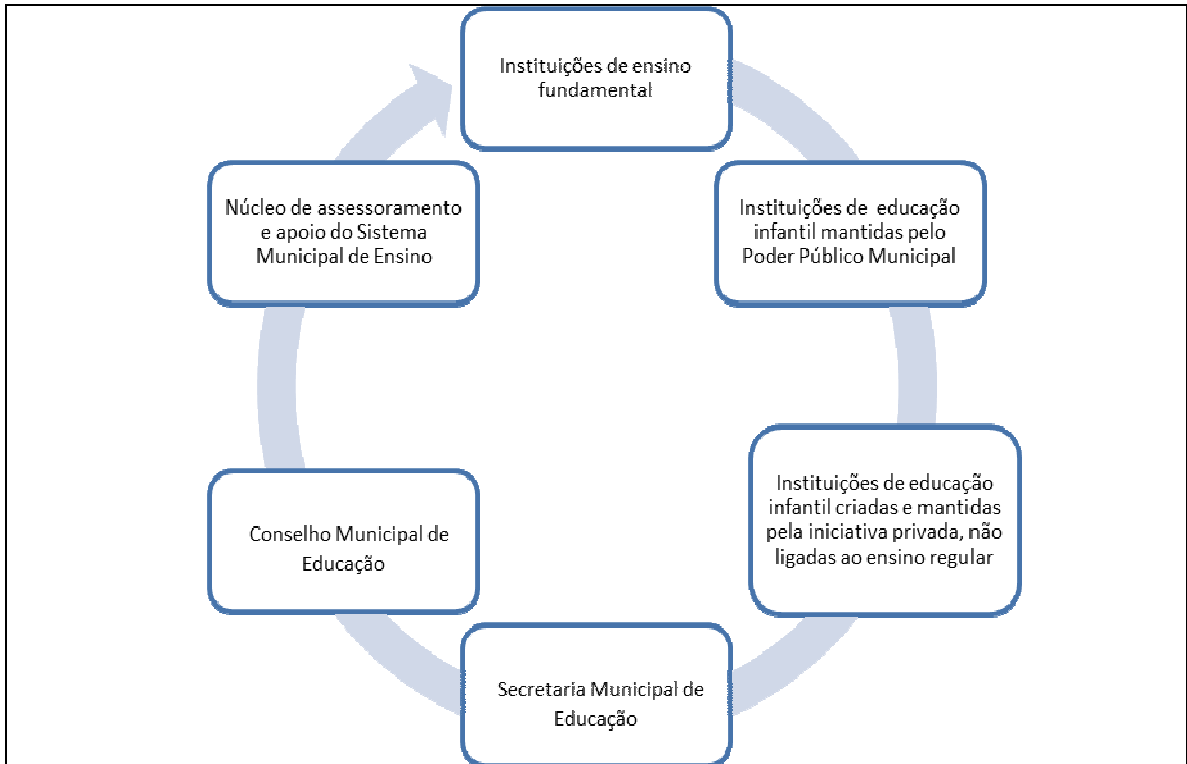 Instituições de ensino
fundamental
Instituições de educação
infantil mantidas pelo
Poder Público Municipal
Instituições de educação
infantil criadas e mantidas
pela iniciativa privada, não
ligadas ao ensino regular
Secretaria Municipal de
Educação
Conselho Municipal de
Educação
Núcleo de assessoramento
e apoio do Sistema
Municipal de Ensino